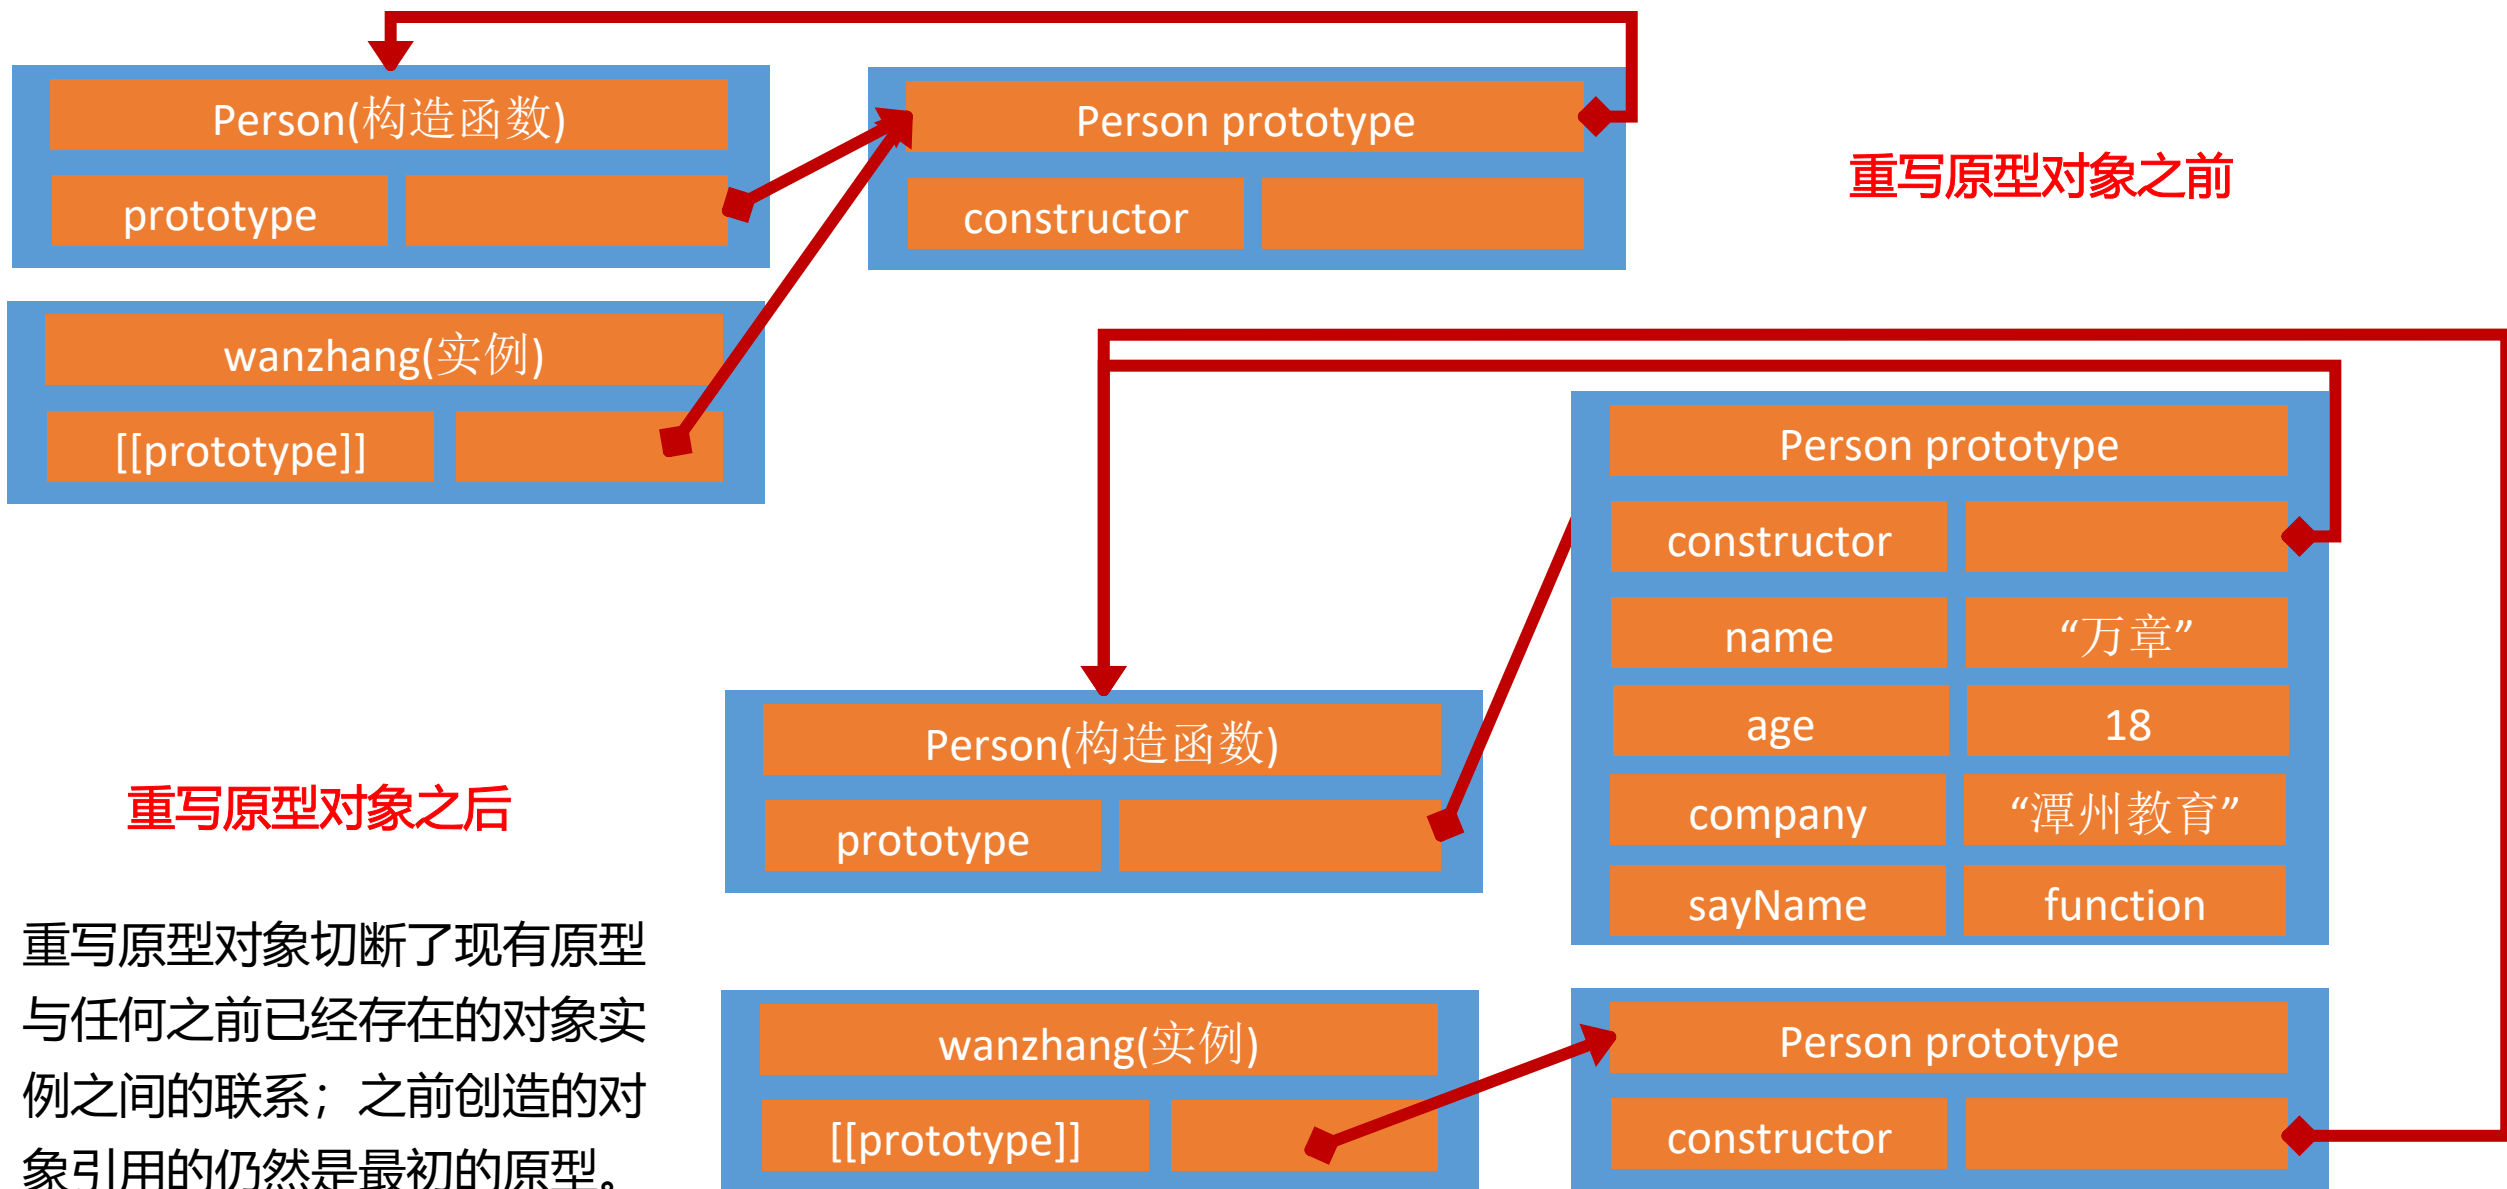 Person(构造函数)
Person prototype
重写原型对象之前
prototype
constructor
wanzhang(实例)
[[prototype]]
Person prototype
constructor
name
“万章”
age
18
company
“潭州教育”
sayName
function
Person(构造函数)
prototype
重写原型对象之后
重写原型对象切断了现有原型
与任何之前已经存在的对象实
例之间的联系；之前创造的对
象引用的仍然是最初的原型。
wanzhang(实例)
[[prototype]]
Person prototype
constructor